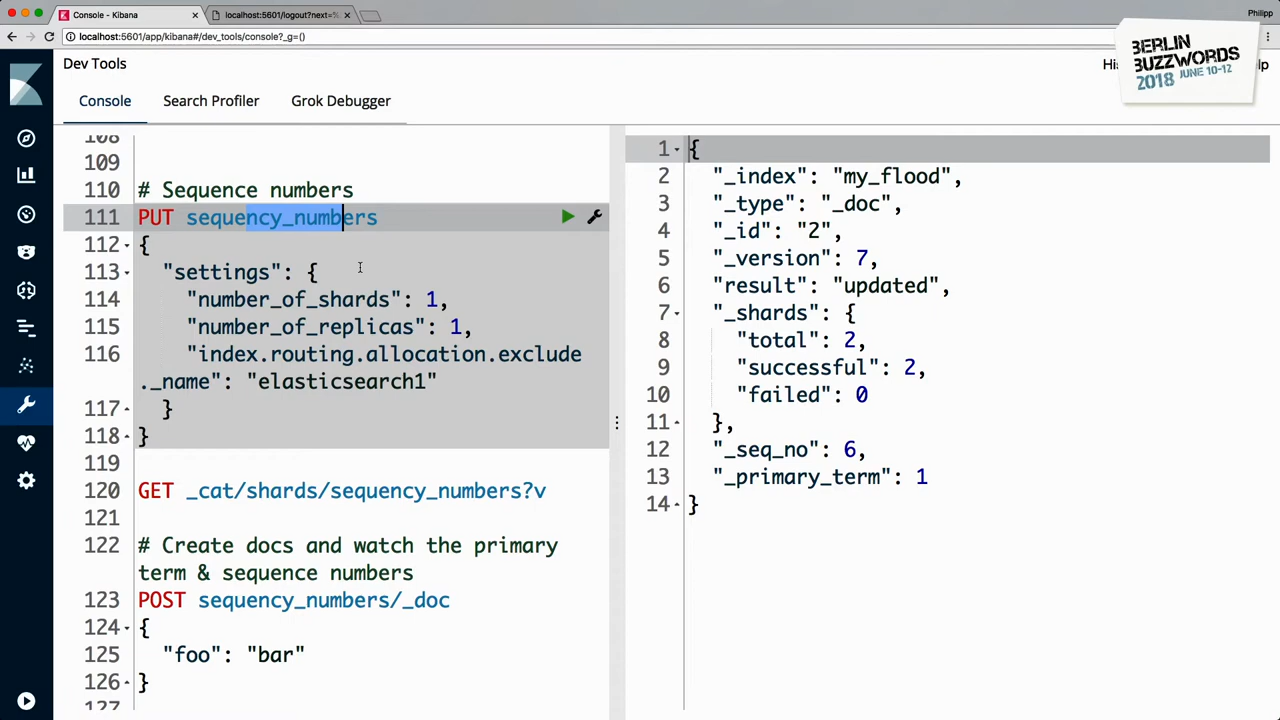 Console - Kibana
localhost:5601/logout?next=%
Philipp
localhost:5601/app/kibana#/dev_tools/console?_g=()
BERLIN
BUZZWORDS
2018 JUNE 10-12
Dev Tools
Console
Search Profiler
Grok Debugger
108
109
110 # Sequence numbers
111 PUT sequency_numbers
112 {
113 "settings": {
114 "number_of_shards": 1,
115 "number_of_replicas": 1,
116 "index.routing.allocation.exclude
._name": "elasticsearch1"
117 }
118 }
119
120 GET _cat/shards/sequency_numbers?v
121
122 # Create docs and watch the primary
term & sequence numbers
123 POST sequency_numbers/_doc
124 {
125 "foo": "bar"
126 }
127
1 {
2 "_index": "my_flood",
3 "_type": "_doc",
4 "_id": "2",
5 "_version": 7,
6 "result": "updated",
7 "_shards": {
8 "total": 2,
9 "successful": 2,
10 "failed": 0
11 },
12 "_seq_no": 6,
13 "_primary_term": 1
14 }